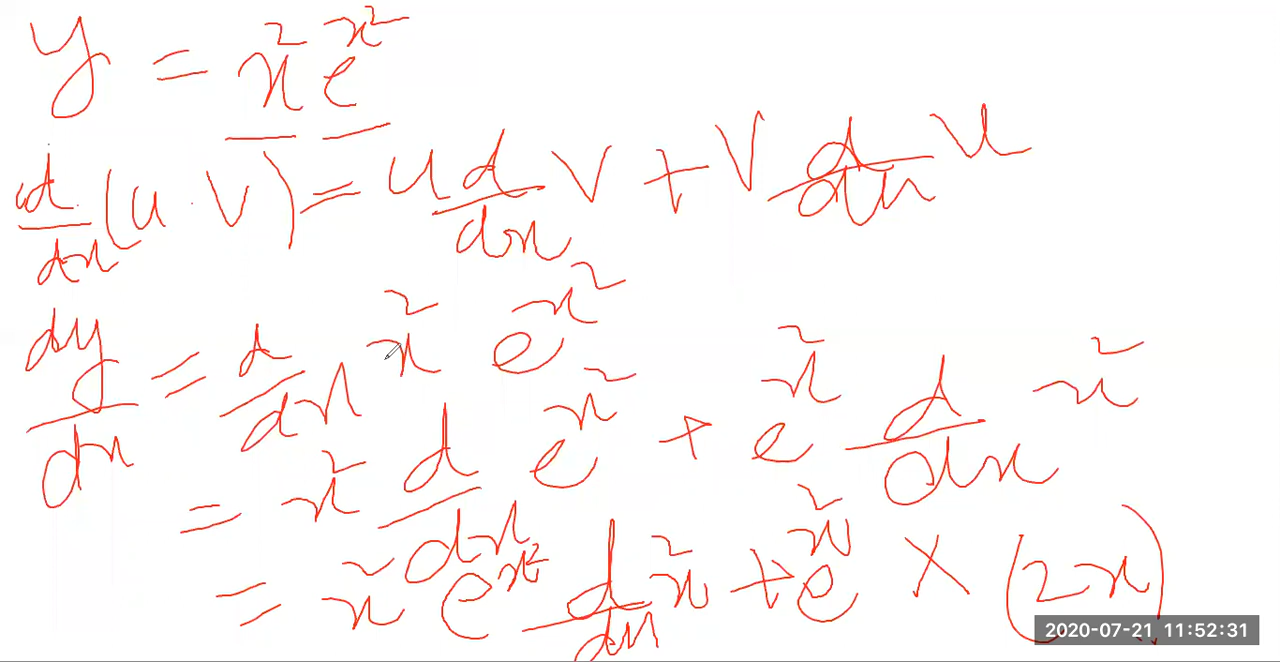 y = x² e^x²
d/dx (u . v) = u d/dx v + v d/dx u
dy/dx = d/dx x² e^x²
= x² d/dx e^x² + e^x² d/dx x²
= x² e^x² d/dx x² + e^x² × (2x)
2020-07-21 11:52:31